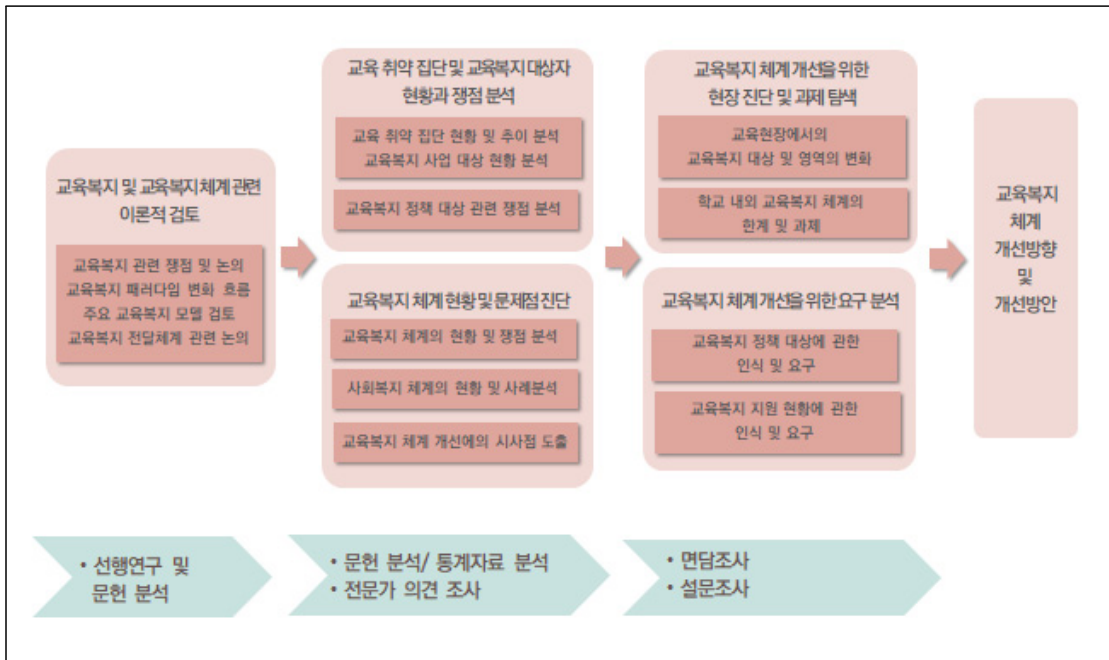 교육복지 및 교육복지 체계 관련
이론적 검토
교육복지 관련 쟁점 및 논의
교육복지 패러다임 변화 흐름
주요 교육복지 모델 검토
교육복지 전달체계 관련 논의
교육 취약 집단 및 교육복지 대상자
현황과 쟁점 분석
교육 취약 집단 현황 및 추이 분석
교육복지 사업 대상 현황 분석
교육복지 정책 대상 관련 쟁점 분석
교육복지 체계 현황 및 문제점 진단
교육복지 체계의 현황 및 쟁점 분석
사회복지 체계의 현황 및 사례분석
교육복지 체계 개선에의 시사점 도출
교육복지 체계 개선을 위한
현장 진단 및 과제 탐색
교육현장에서의
교육복지 대상 및 영역의 변화
학교 내외 교육복지 체계의
한계 및 과제
교육복지 체계 개선을 위한 요구 분석
교육복지 정책 대상에 관한
인식 및 요구
교육복지 지원 현황에 관한
인식 및 요구
교육복지
체계
개선방향
및
개선방안
• 선행연구 및
문헌 분석
• 문헌 분석/ 통계자료 분석
• 전문가 의견 조사
• 면담조사
• 설문조사